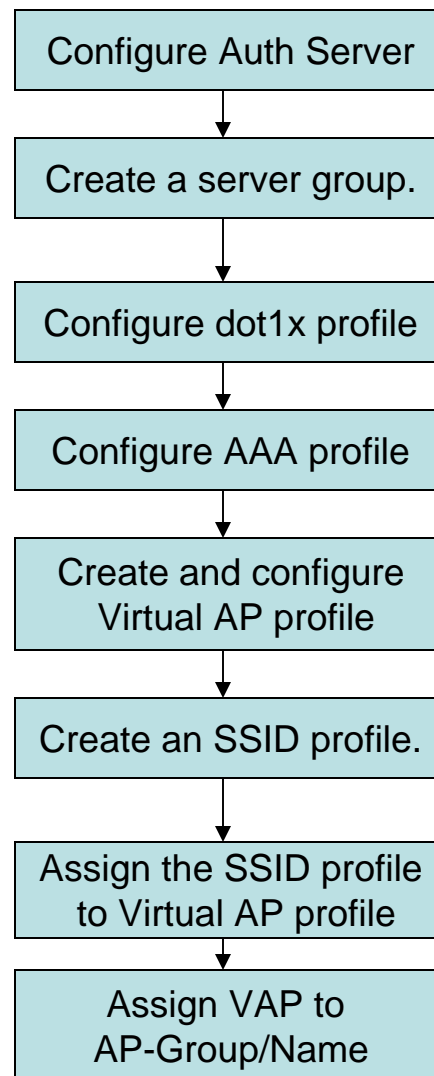 Configure Auth Server
Create a server group.
Configure dot1x profile
Configure AAA profile
Create and configure
Virtual AP profile
Create an SSID profile.
Assign the SSID profile
to Virtual AP profile
Assign VAP to
AP-Group/Name